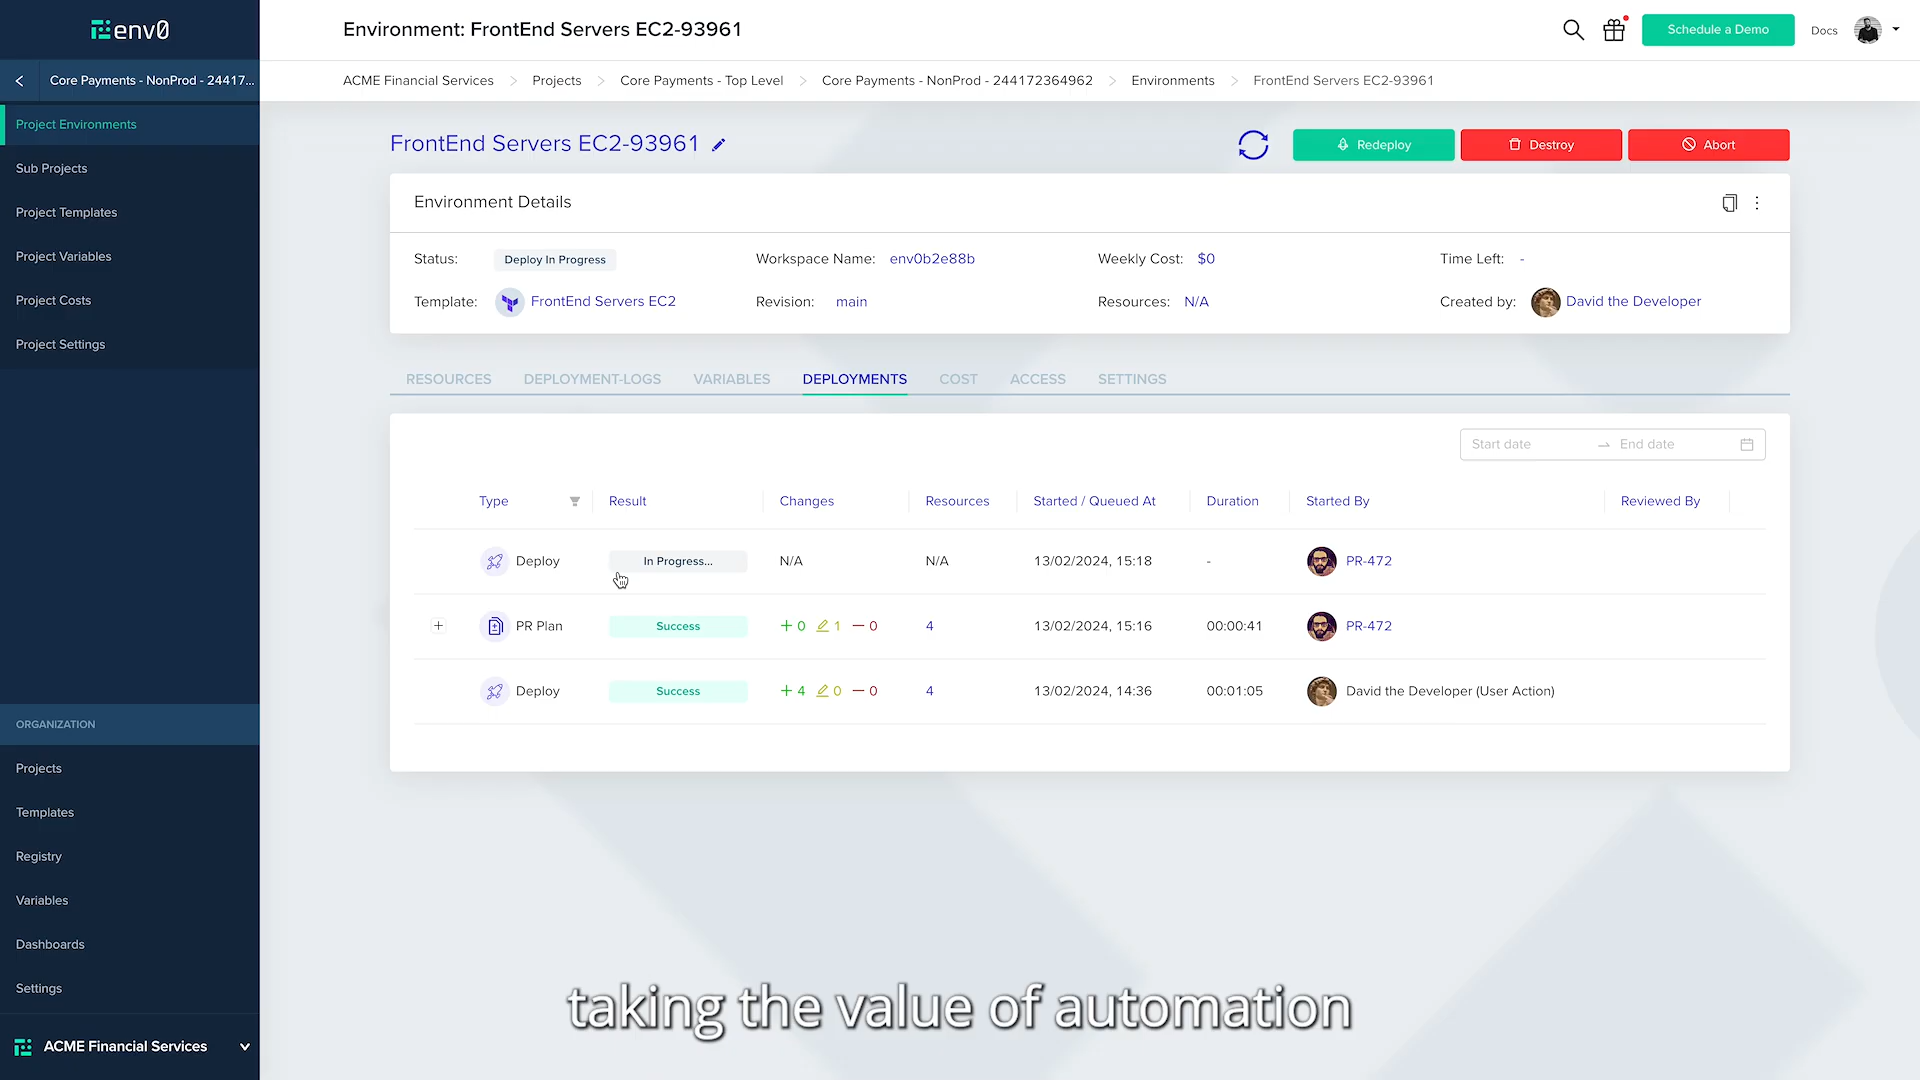 env0
Environment: FrontEnd Servers EC2-93961
Schedule a Demo
Docs
Core Payments - NonProd - 24417...
ACME Financial Services
Projects
Core Payments - Top Level
Core Payments - NonProd - 244172364962
Environments
FrontEnd Servers EC2-93961
Project Environments
Sub Projects
Project Templates
Project Variables
Project Costs
Project Settings
FrontEnd Servers EC2-93961
Redeploy
Destroy
Abort
Environment Details
Status: Deploy In Progress
Workspace Name: env0b2e88b
Weekly Cost: $0
Time Left: -
Template: FrontEnd Servers EC2
Revision: main
Resources: N/A
Created by: David the Developer
RESOURCES DEPLOYMENT-LOGS VARIABLES DEPLOYMENTS COST ACCESS SETTINGS
Start date → End date
Type Result Changes Resources Started / Queued At Duration Started By Reviewed By
Deploy In Progress... N/A N/A 13/02/2024, 15:18 - PR-472
+ PR Plan Success + 0 1 — 0 4 13/02/2024, 15:16 00:00:41 PR-472
Deploy Success + 4 0 — 0 4 13/02/2024, 14:36 00:01:05 David the Developer (User Action)
ORGANIZATION
Projects
Templates
Registry
Variables
Dashboards
Settings
ACME Financial Services
taking the value of automation